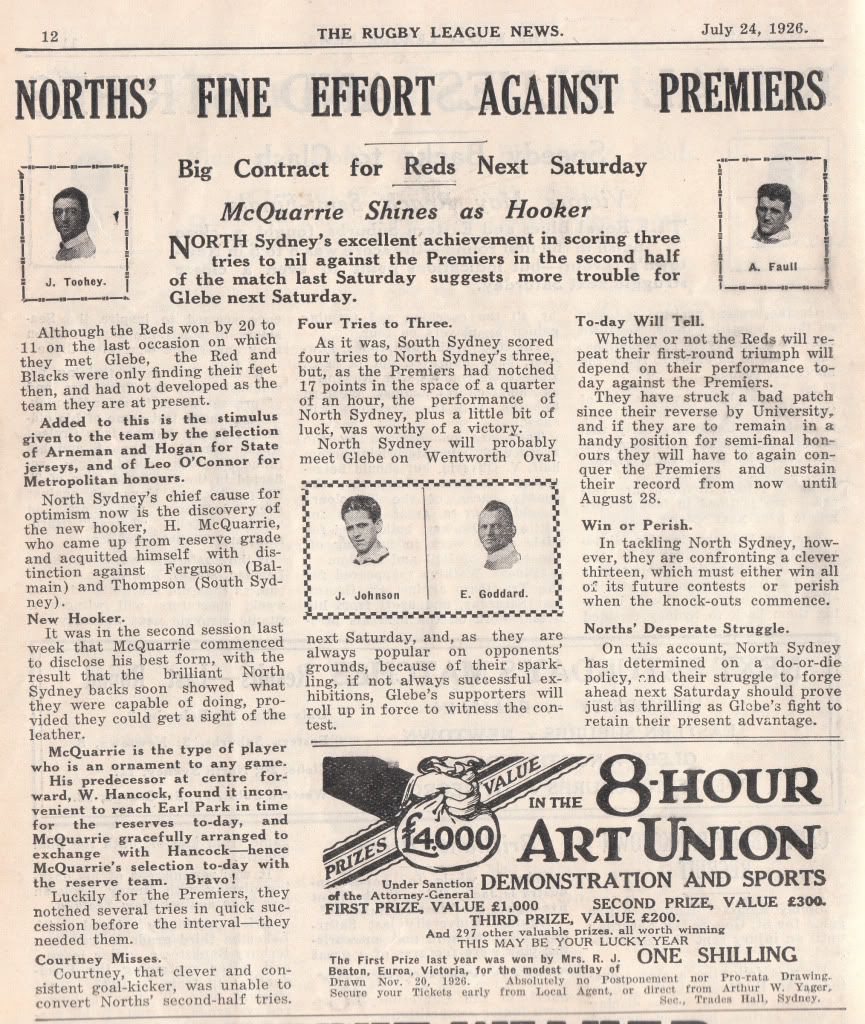 12
THE RUGBY LEAGUE NEWS.
July 24, 1926.
NORTHS' FINE EFFORT AGAINST PREMIERS
Big Contract for Reds Next Saturday
McQuarrie Shines as Hooker
J. Toohey.
A. Faull
NORTH Sydney's excellent achievement in scoring three
tries to nil against the Premiers in the second half
of the match last Saturday suggests more trouble for
Glebe next Saturday.
Although the Reds won by 20 to
11 on the last occasion on which
they met Glebe, the Red and
Blacks were only finding their feet
then, and had not developed as the
team they are at present.
Added to this is the stimulus
given to the team by the selection
of Arneman and Hogan for State
jerseys, and of Leo O'Connor for
Metropolitan honours.
North Sydney's chief cause for
optimism now is the discovery of
the new hooker, H. McQuarrie,
who came up from reserve grade
and acquitted himself with dis-
tinction against Ferguson (Bal-
main) and Thompson (South Syd-
ney).
New Hooker.
It was in the second session last
week that McQuarrie commenced
to disclose his best form, with the
result that the brilliant North
Sydney backs soon showed what
they were capable of doing, pro-
vided they could get a sight of the
leather.
McQuarrie is the type of player
who is an ornament to any game.
His predecessor at centre for-
ward, W. Hancock, found it incon-
venient to reach Earl Park in time
for the reserves to-day, and
McQuarrie gracefully arranged to
exchange with Hancock—hence
McQuarrie's selection to-day with
the reserve team. Bravo!
Luckily for the Premiers, they
notched several tries in quick suc-
cession before the interval—they
needed them.
Courtney Misses.
Courtney, that clever and con-
sistent goal-kicker, was unable to
convert Norths' second-half tries.
Four Tries to Three.
As it was, South Sydney scored
four tries to North Sydney's three,
but, as the Premiers had notched
17 points in the space of a quarter
of an hour, the performance of
North Sydney, plus a little bit of
luck, was worthy of a victory.
North Sydney will probably
meet Glebe on Wentworth Oval
J. Johnson
E. Goddard.
next Saturday, and, as they are
always popular on opponents'
grounds, because of their spark-
ling, if not always successful ex-
hibitions, Glebe's supporters will
roll up in force to witness the con-
test.
To-day Will Tell.
Whether or not the Reds will re-
peat their first-round triumph will
depend on their performance to-
day against the Premiers.
They have struck a bad patch
since their reverse by University,
and if they are to remain in a
handy position for semi-final hon-
ours they will have to again con-
quer the Premiers and sustain
their record from now until
August 28.
Win or Perish.
In tackling North Sydney, how-
ever, they are confronting a clever
thirteen, which must either win all
of its future contests or perish
when the knock-outs commence.
Norths' Desperate Struggle.
On this account, North Sydney
has determined on a do-or-die
policy, and their struggle to forge
ahead next Saturday should prove
just as thrilling as Glebe's fight to
retain their present advantage.
PRIZES £4,000 VALUE
IN THE 8-HOUR
ART UNION
Under Sanction
of the Attorney-General
DEMONSTRATION AND SPORTS
FIRST PRIZE, VALUE £1,000 SECOND PRIZE, VALUE £300.
THIRD PRIZE, VALUE £200.
And 297 other valuable prizes, all worth winning
THIS MAY BE YOUR LUCKY YEAR
The First Prize last year was won by Mrs. R. J.
Beaton, Euroa, Victoria, for the modest outlay of
ONE SHILLING
Drawn Nov. 20, 1926. Absolutely no Postponement nor Pro-rata Drawing.
Secure your Tickets early from Local Agent, or direct from Arthur W. Yager,
Sec., Trades Hall, Sydney.